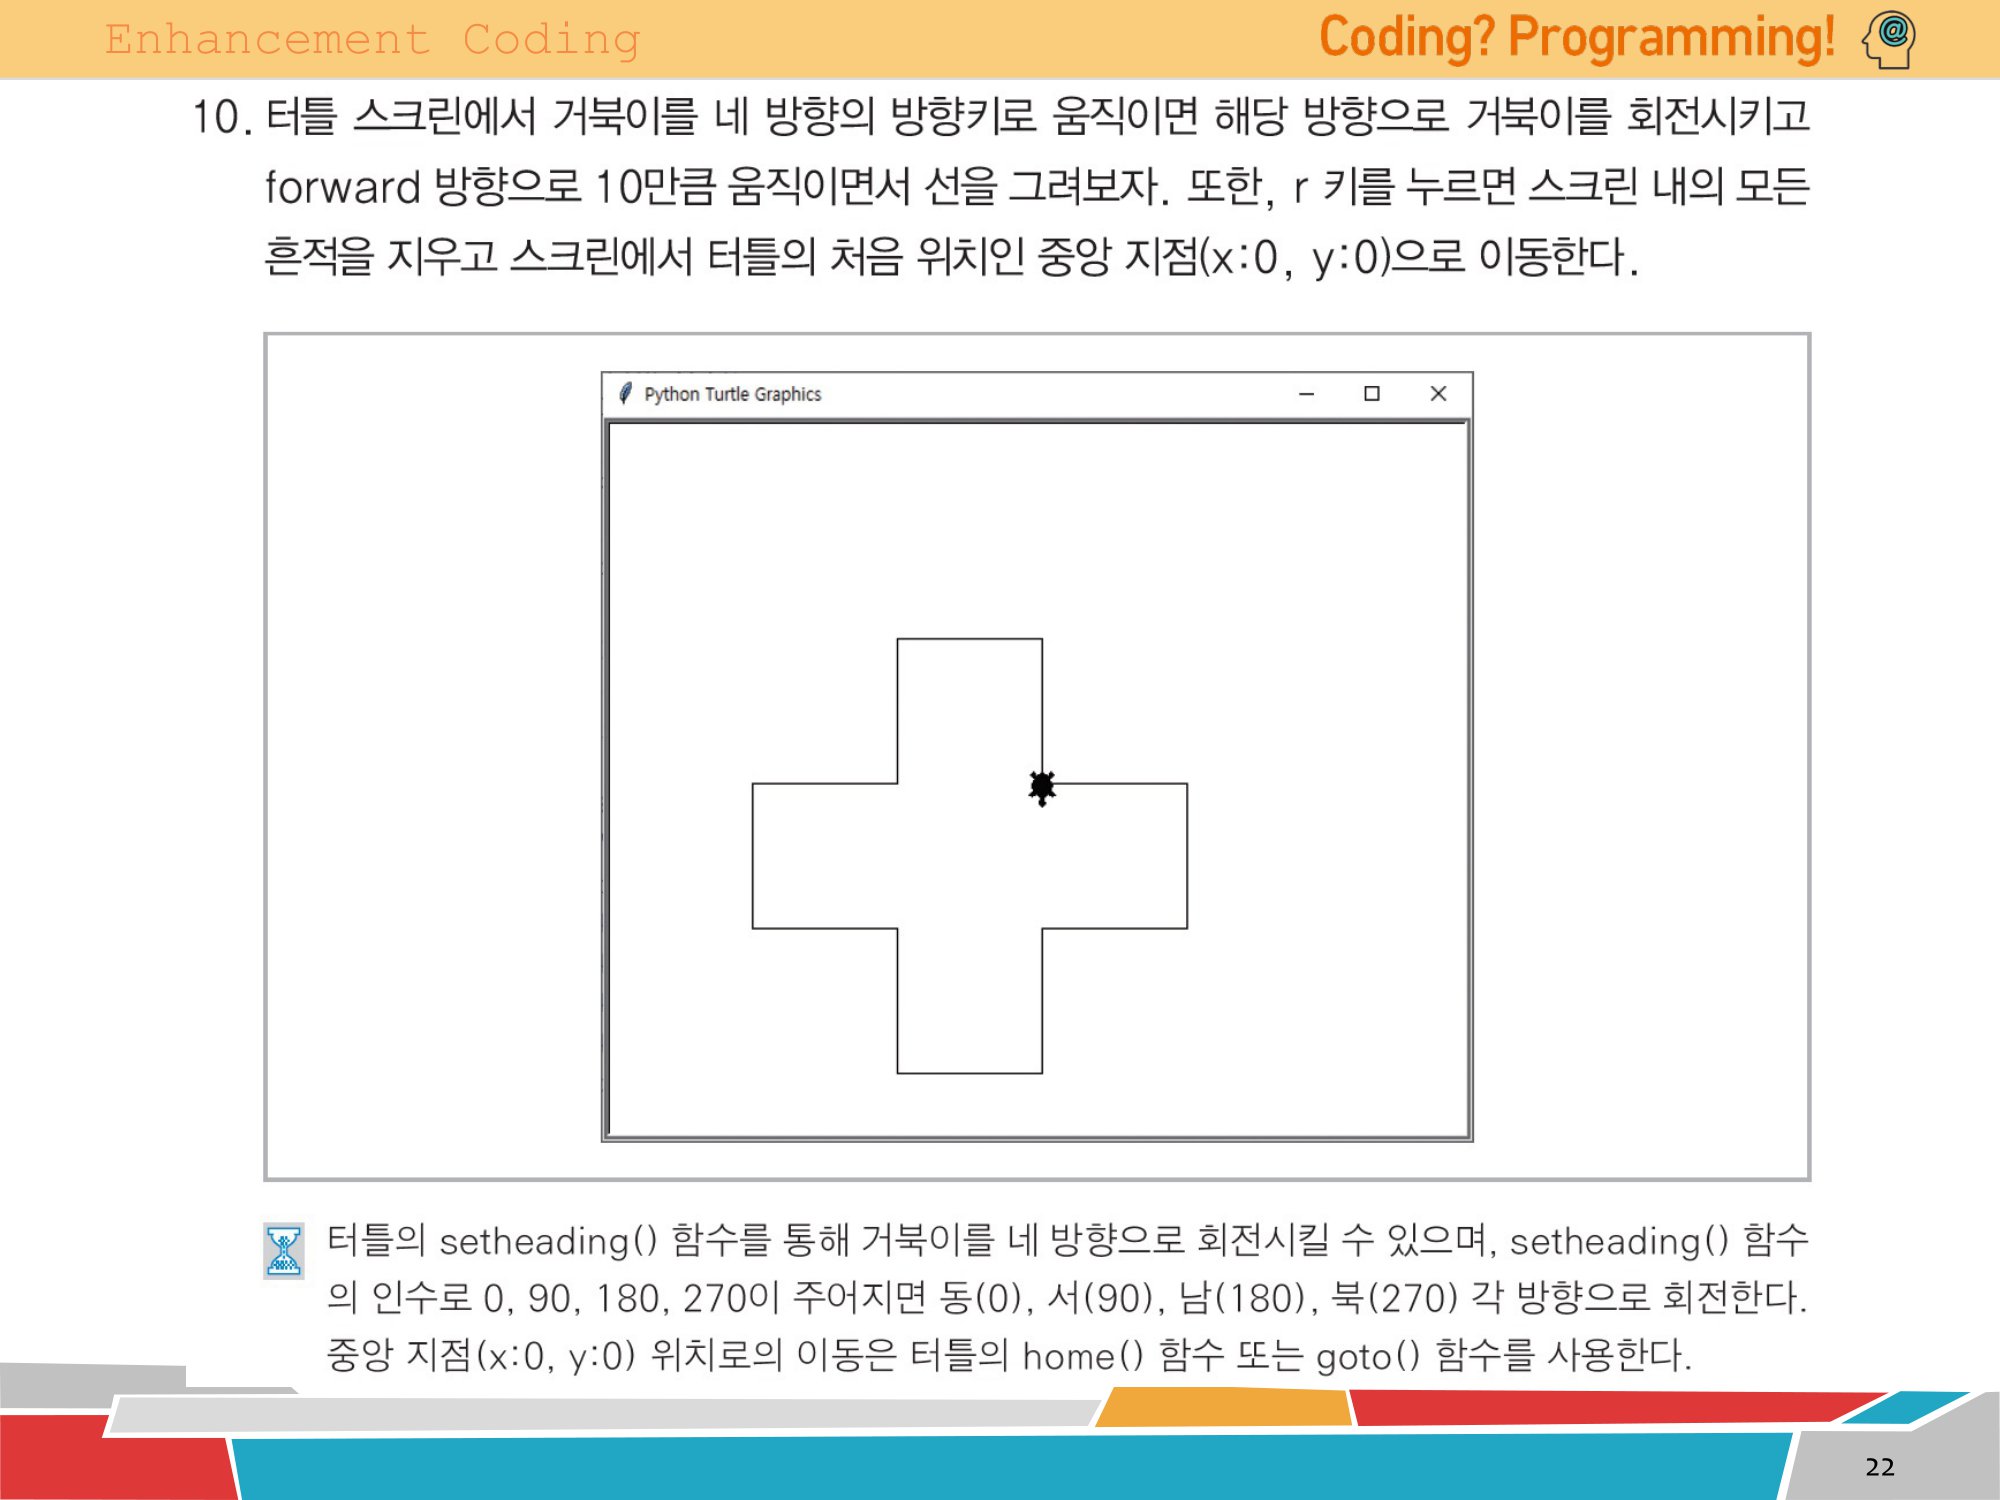 Enhancement Coding
Coding? Programming!
10. 터틀 스크린에서 거북이를 네 방향의 방향키로 움직이면 해당 방향으로 거북이를 회전시키고
forward 방향으로 10만큼 움직이면서 선을 그려보자. 또한, r 키를 누르면 스크린 내의 모든
흔적을 지우고 스크린에서 터틀의 처음 위치인 중앙 지점(x:0, y:0)으로 이동한다.
Python Turtle Graphics
터틀의 setheading() 함수를 통해 거북이를 네 방향으로 회전시킬 수 있으며, setheading() 함수
의 인수로 0, 90, 180, 270이 주어지면 동(0), 서(90), 남(180), 북(270) 각 방향으로 회전한다.
중앙 지점(x:0, y:0) 위치로의 이동은 터틀의 home() 함수 또는 goto() 함수를 사용한다.
22